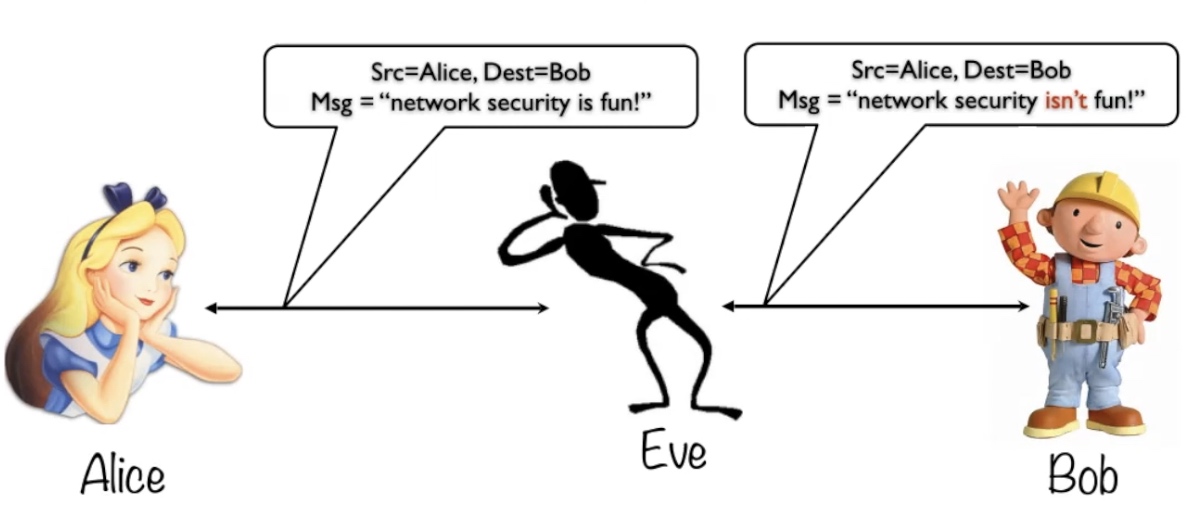 Src=Alice, Dest=Bob
Msg = “network security is fun!”
Src=Alice, Dest=Bob
Msg = “network security isn't fun!”
Alice
Eve
Bob